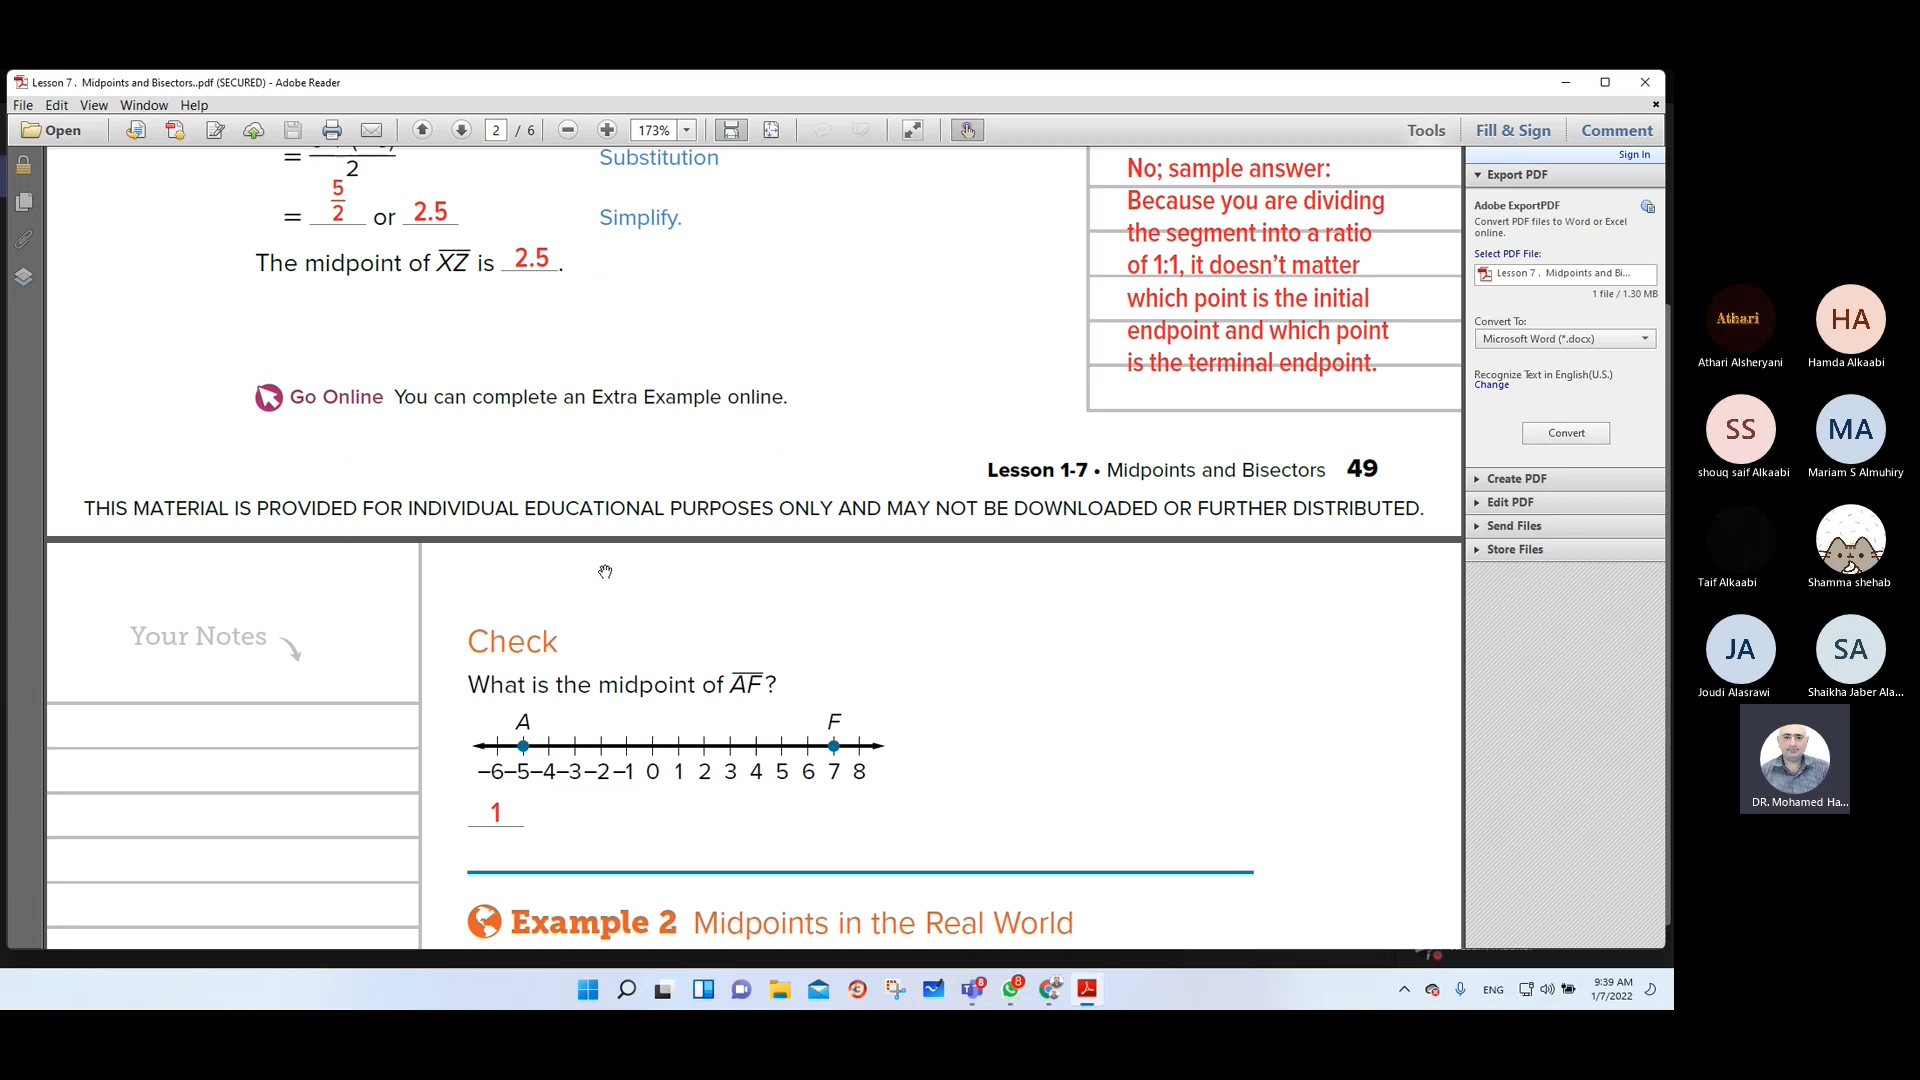 Lesson 7 . Midpoints and Bisectors..pdf (SECURED) - Adobe Reader
File Edit View Window Help
Open 2 / 6 173% Tools Fill & Sign Comment
=
2
Substitution
= 5/2 or 2.5 Simplify.
The midpoint of XZ is 2.5 .
Go Online You can complete an Extra Example online.
No; sample answer:
Because you are dividing
the segment into a ratio
of 1:1, it doesn't matter
which point is the initial
endpoint and which point
is the terminal endpoint.
Lesson 1-7 • Midpoints and Bisectors 49
THIS MATERIAL IS PROVIDED FOR INDIVIDUAL EDUCATIONAL PURPOSES ONLY AND MAY NOT BE DOWNLOADED OR FURTHER DISTRIBUTED.
Your Notes
Check
What is the midpoint of AF?
A F
−6 −5 −4 −3 −2 −1 0 1 2 3 4 5 6 7 8
1
Example 2 Midpoints in the Real World
Sign In
Export PDF
Adobe ExportPDF
Convert PDF files to Word or Excel
online.
Select PDF File:
Lesson 7 . Midpoints and Bi...
1 file / 1.30 MB
Convert To:
Microsoft Word (*.docx)
Recognize Text in English(U.S.)
Change
Convert
Create PDF
Edit PDF
Send Files
Store Files
Athari HA
Athari Alsheryani Hamda Alkaabi
SS MA
shouq saif Alkaabi Mariam S Almuhiry
Taif Alkaabi Shamma shehab
JA SA
Joudi Alasrawi Shaikha Jaber Ala...
DR. Mohamed Ha...
8 8
ENG
9:39 AM
1/7/2022